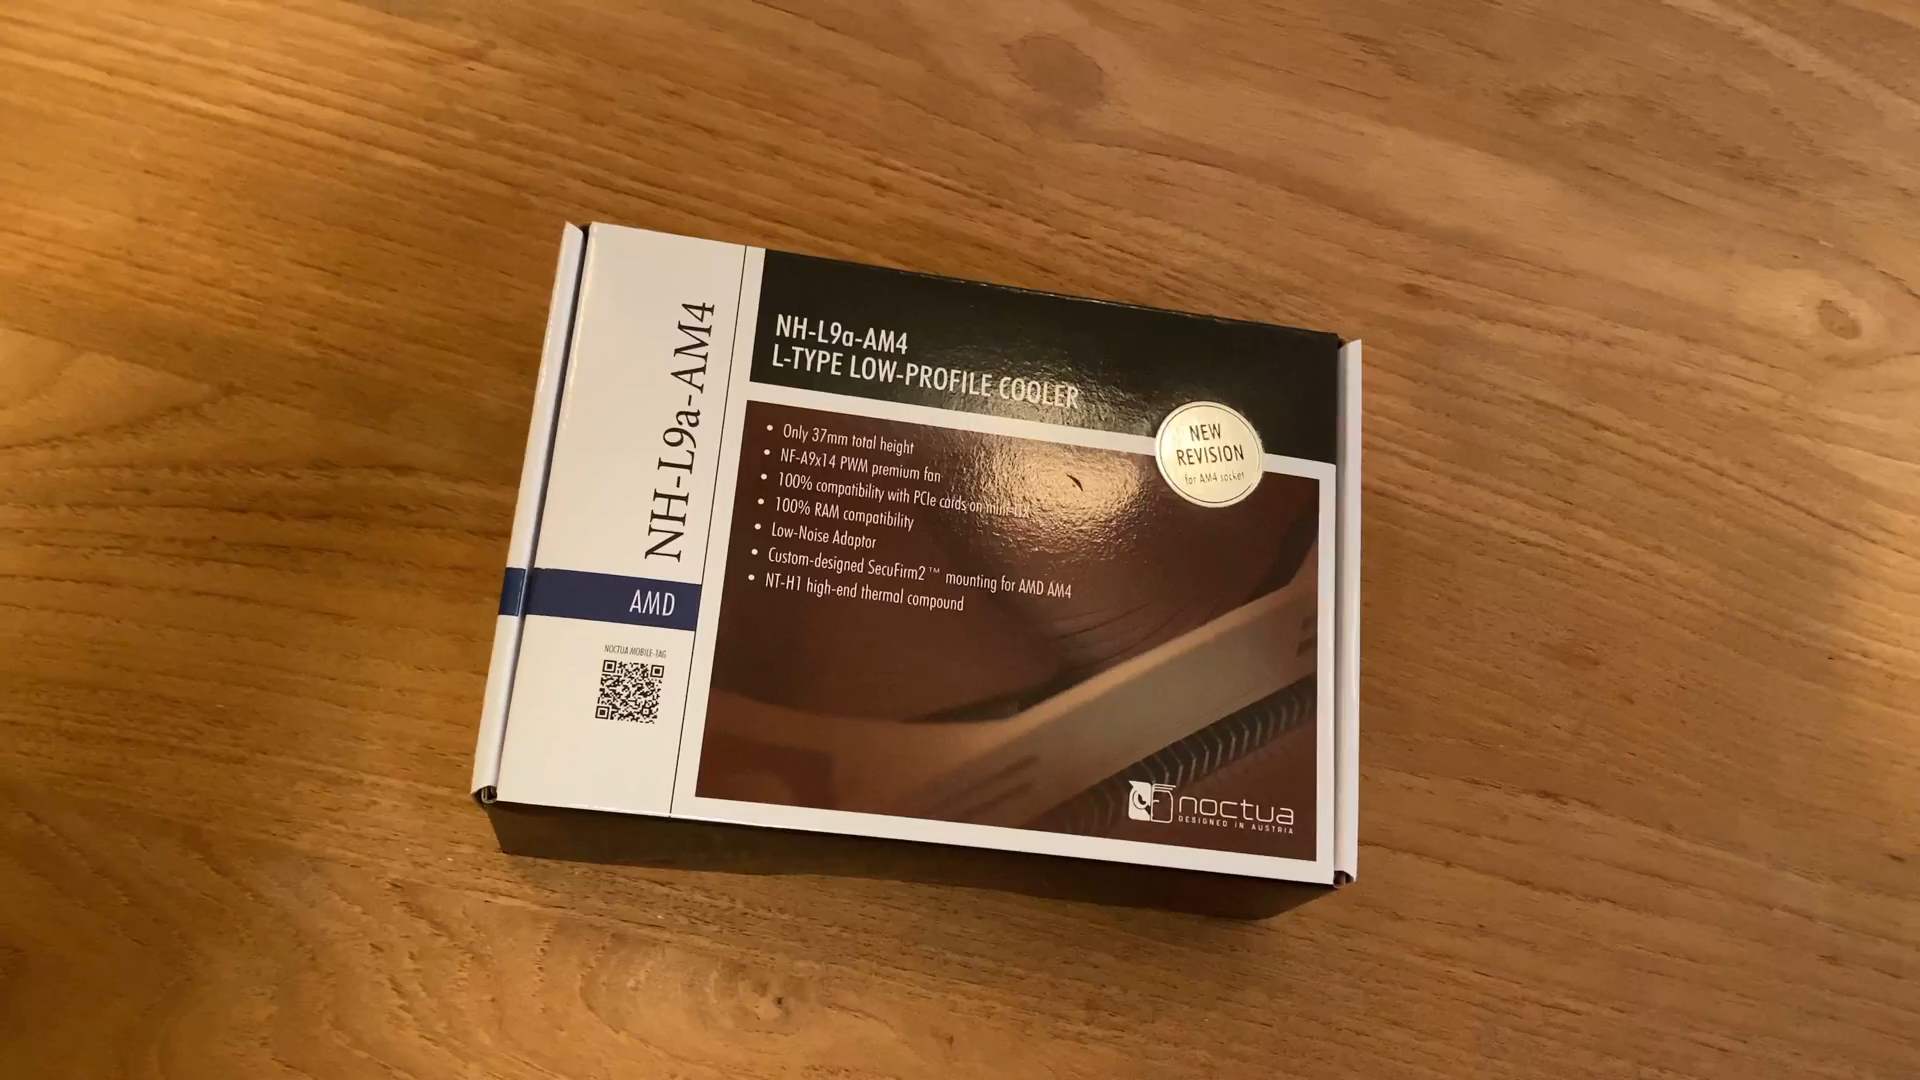 NH-L9a-AM4
AMD
NOCTUA MOBILE-TAG
NH-L9a-AM4
L-TYPE LOW-PROFILE COOLER
• Only 37mm total height
• NF-A9x14 PWM premium fan
• 100% compatibility with PCIe cards on mini-ITX
• 100% RAM compatibility
• Low-Noise Adaptor
• Custom-designed SecuFirm2™ mounting for AMD AM4
• NT-H1 high-end thermal compound
NEW
REVISION
for AM4 socket
noctua
DESIGNED IN AUSTRIA